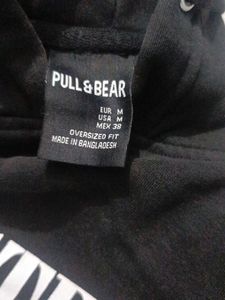 PULL&BEAR
EUR M
USA M
MEX 38
OVERSIZED FIT
MADE IN BANGLADESH